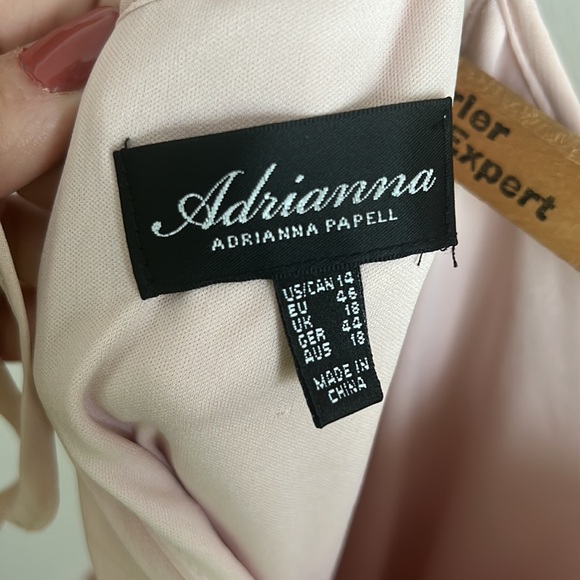 Adrianna
ADRIANNA PAPELL
US/CAN 14
EU 46
UK 18
GER 44
AUS 18
MADE IN
CHINA
Expert